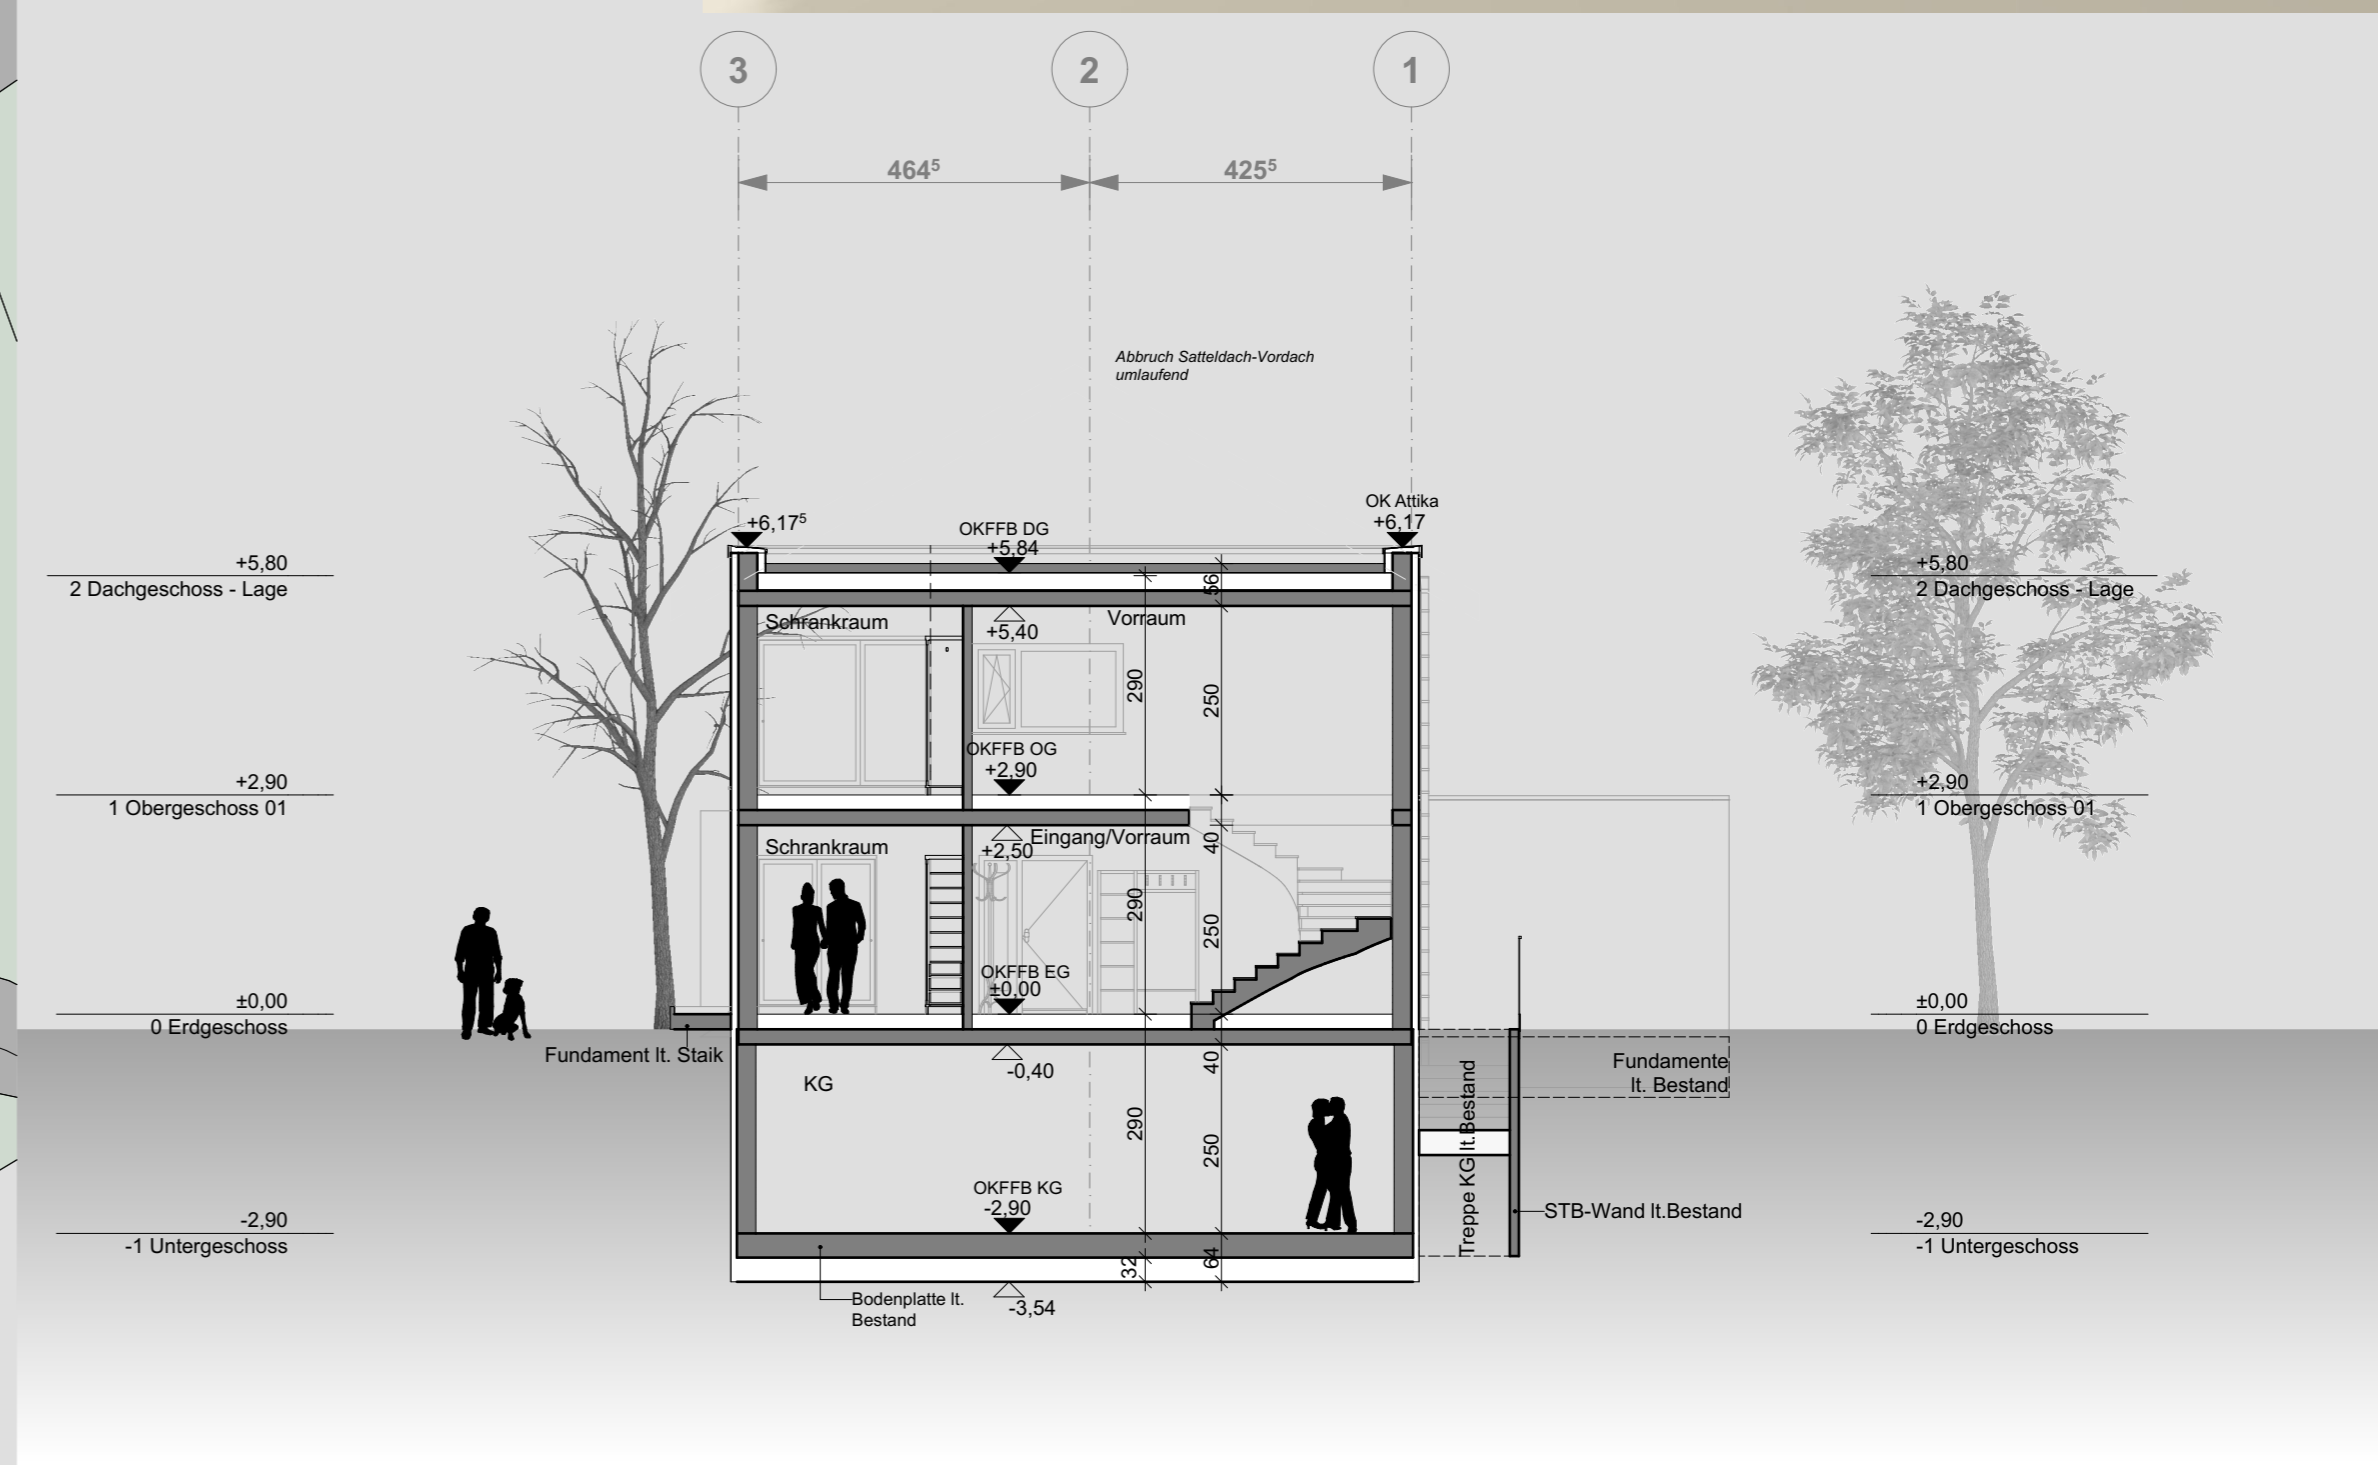 3
2
1
464⁵
425⁵
Abbruch Satteldach-Vordach
umlaufend
OK Attika
+6,17⁵
+6,17
OKFFB DG
+5,84
+5,80
2 Dachgeschoss - Lage
+5,80
2 Dachgeschoss - Lage
56
Schrankraum
+5,40
Vorraum
290
250
OKFFB OG
+2,90
+2,90
1 Obergeschoss 01
+2,90
1 Obergeschoss 01
Schrankraum
+2,50
Eingang/Vorraum
40
290
250
OKFFB EG
±0,00
±0,00
0 Erdgeschoss
±0,00
0 Erdgeschoss
Fundament lt. Staik
-0,40
40
KG
Fundamente
lt. Bestand
Treppe KG lt.Bestand
290
250
OKFFB KG
-2,90
STB-Wand lt.Bestand
-2,90
-1 Untergeschoss
-2,90
-1 Untergeschoss
32
64
Bodenplatte lt.
Bestand
-3,54